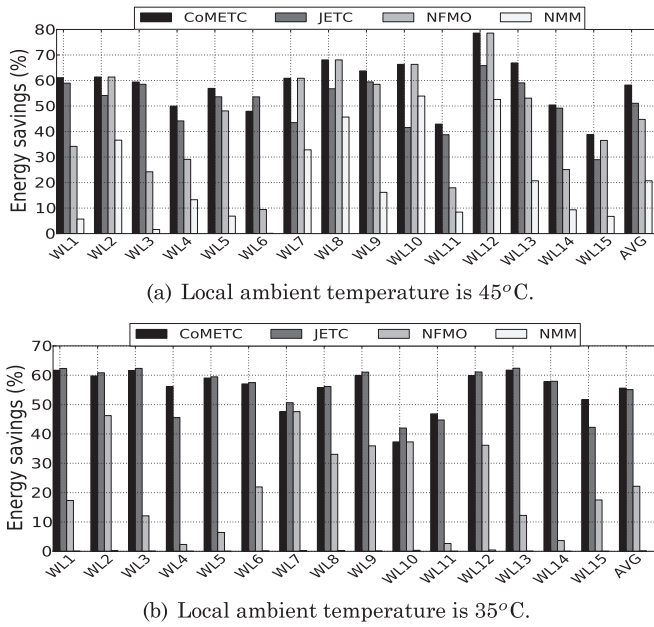 CoMETC JETC NFMO NMM
80
70
60
50
40
30
20
10
0
Energy savings (%)
WL1 WL2 WL3 WL4 WL5 WL6 WL7 WL8 WL9 WL10 WL11 WL12 WL13 WL14 WL15 AVG
(a) Local ambient temperature is 45°C.
CoMETC JETC NFMO NMM
70
60
50
40
30
20
10
0
Energy savings (%)
WL1 WL2 WL3 WL4 WL5 WL6 WL7 WL8 WL9 WL10 WL11 WL12 WL13 WL14 WL15 AVG
(b) Local ambient temperature is 35°C.